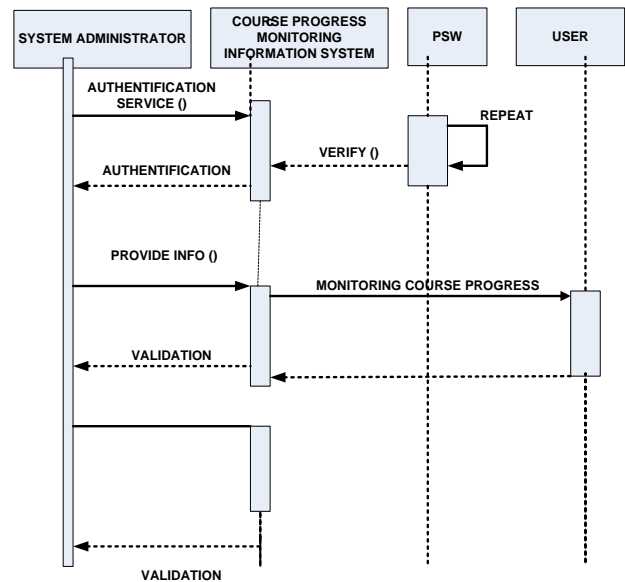 SYSTEM ADMINISTRATOR
COURSE PROGRESS
MONITORING
INFORMATION SYSTEM
PSW
USER
AUTHENTIFICATION
SERVICE ()
REPEAT
VERIFY ()
AUTHENTIFICATION
PROVIDE INFO ()
MONITORING COURSE PROGRESS
VALIDATION
VALIDATION